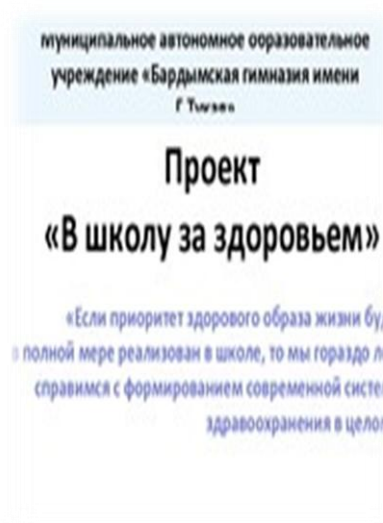 Муниципальное автономное образовательное
учреждение «Бардымская гимназия имени
Проект
«В школу за здоровьем»
«Если приоритет здорового образа жизни
полной мере реализован в школе, то мы гораздо
справимся с формированием современной
здравоохранения в